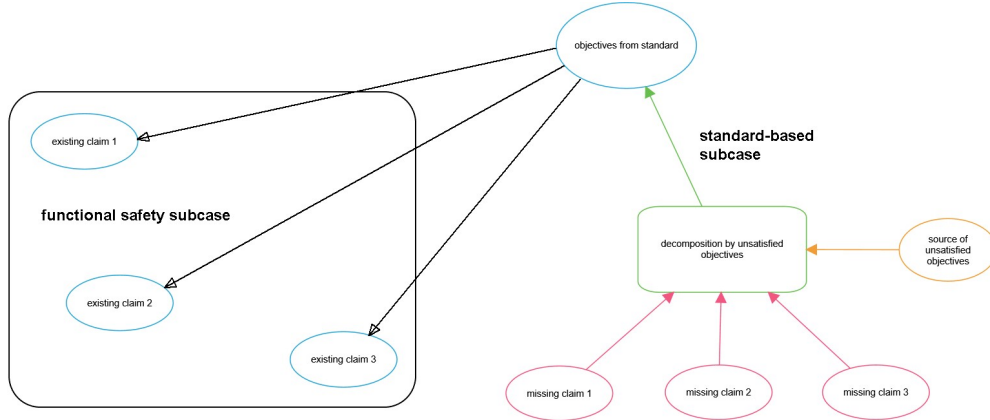 objectives from standard
existing claim 1
standard-based
subcase
functional safety subcase
decomposition by unsatisfied
objectives
source of
unsatisfied
objectives
existing claim 2
existing claim 3
missing claim 1
missing claim 2
missing claim 3